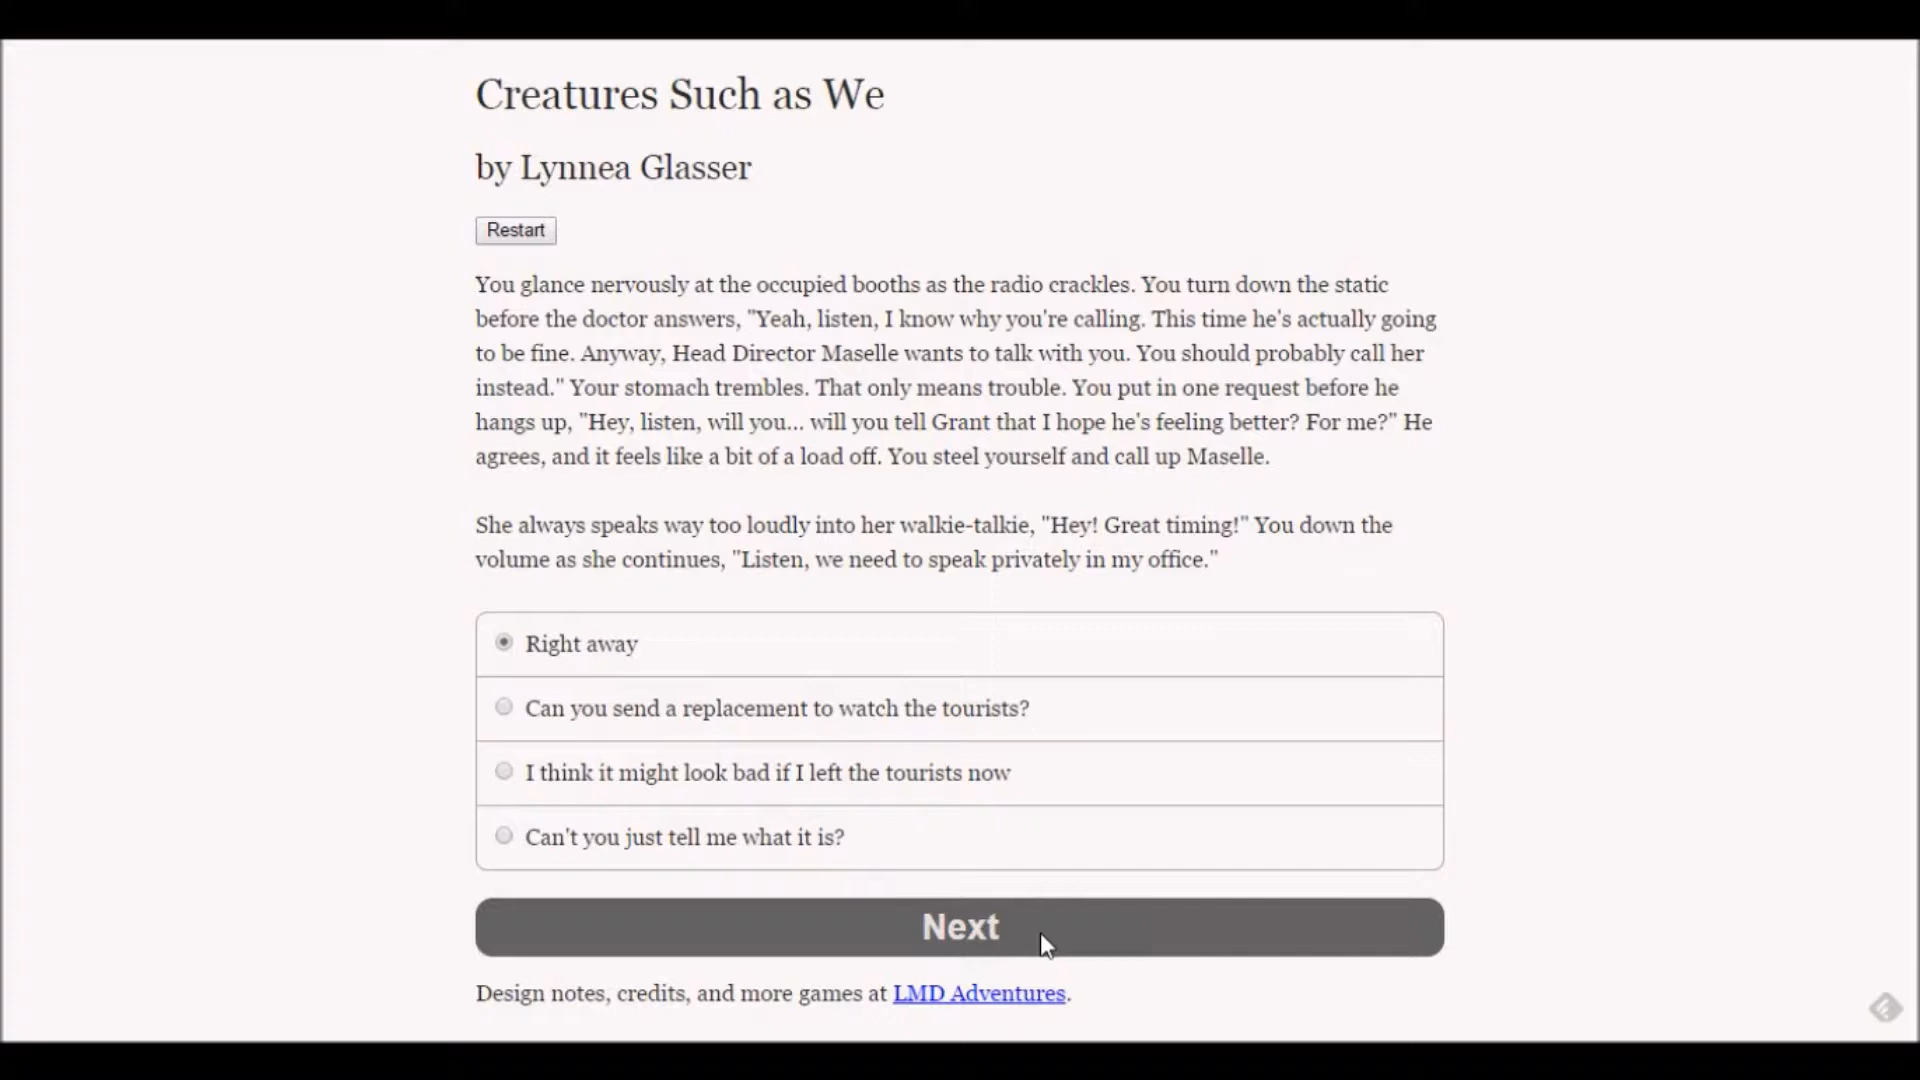 Creatures Such as We
by Lynnea Glasser
Restart
You glance nervously at the occupied booths as the radio crackles. You turn down the static
before the doctor answers, "Yeah, listen, I know why you're calling. This time he's actually going
to be fine. Anyway, Head Director Maselle wants to talk with you. You should probably call her
instead." Your stomach trembles. That only means trouble. You put in one request before he
hangs up, "Hey, listen, will you... will you tell Grant that I hope he's feeling better? For me?" He
agrees, and it feels like a bit of a load off. You steel yourself and call up Maselle.
She always speaks way too loudly into her walkie-talkie, "Hey! Great timing!" You down the
volume as she continues, "Listen, we need to speak privately in my office."
Right away
Can you send a replacement to watch the tourists?
I think it might look bad if I left the tourists now
Can't you just tell me what it is?
Next
Design notes, credits, and more games at LMD Adventures.